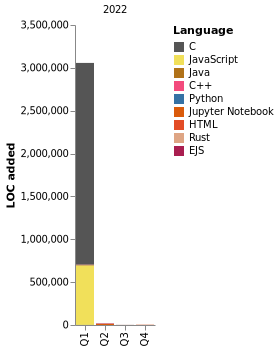 2022
3,500,000
3,000,000
2,500,000
2,000,000
1,500,000
1,000,000
500,000
0
LOC added
Q1
Q2
Q3
Q4
Language
C
JavaScript
Java
C++
Python
Jupyter Notebook
HTML
Rust
EJS